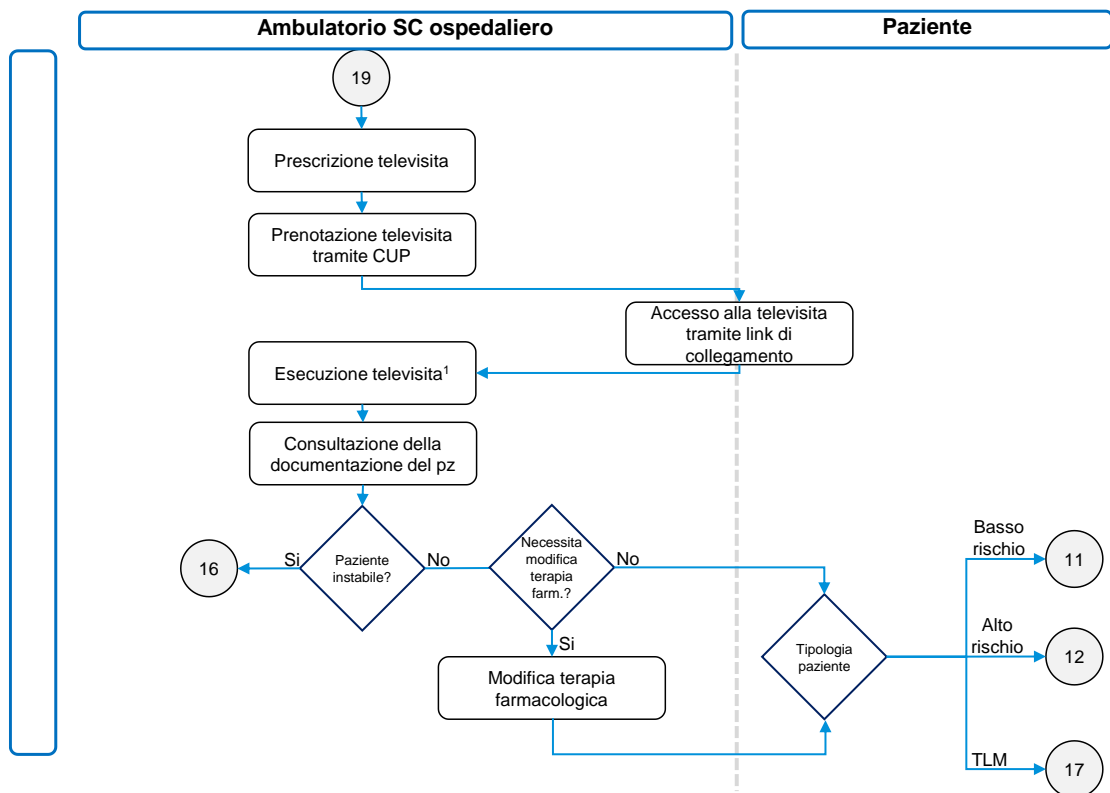 Ambulatorio SC ospedaliero
Paziente
19
Prescrizione televisita
Prenotazione televisita
tramite CUP
Accesso alla televisita
tramite link di
collegamento
Esecuzione televisita¹
Consultazione della
documentazione del pz
Paziente
instabile?
Si
16
No
Necessita
modifica
terapia
farm.?
No
Si
Modifica terapia
farmacologica
Tipologia
paziente
Basso
rischio
11
Alto
rischio
12
TLM
17